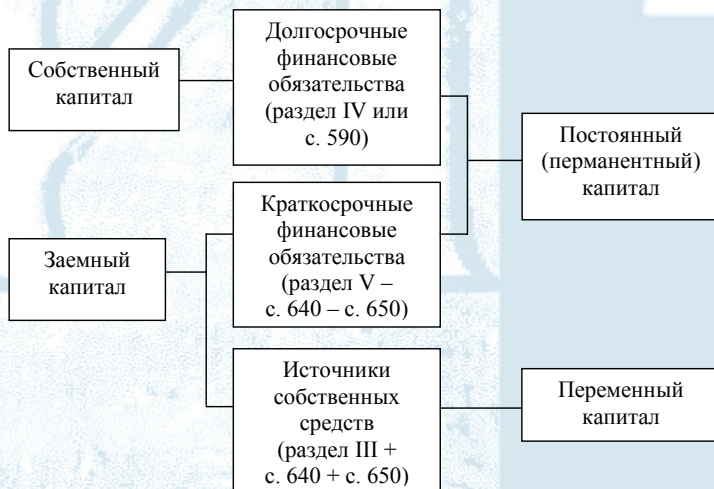 Собственный
капитал
Заемный
капитал
Долгосрочные
финансовые
обязательства
(раздел IV или
с. 590)
Краткосрочные
финансовые
обязательства
(раздел V –
с. 640 – с. 650)
Источники
собственных
средств
(раздел III +
с. 640 + с. 650)
Постоянный
(перманентный)
капитал
Переменный
капитал